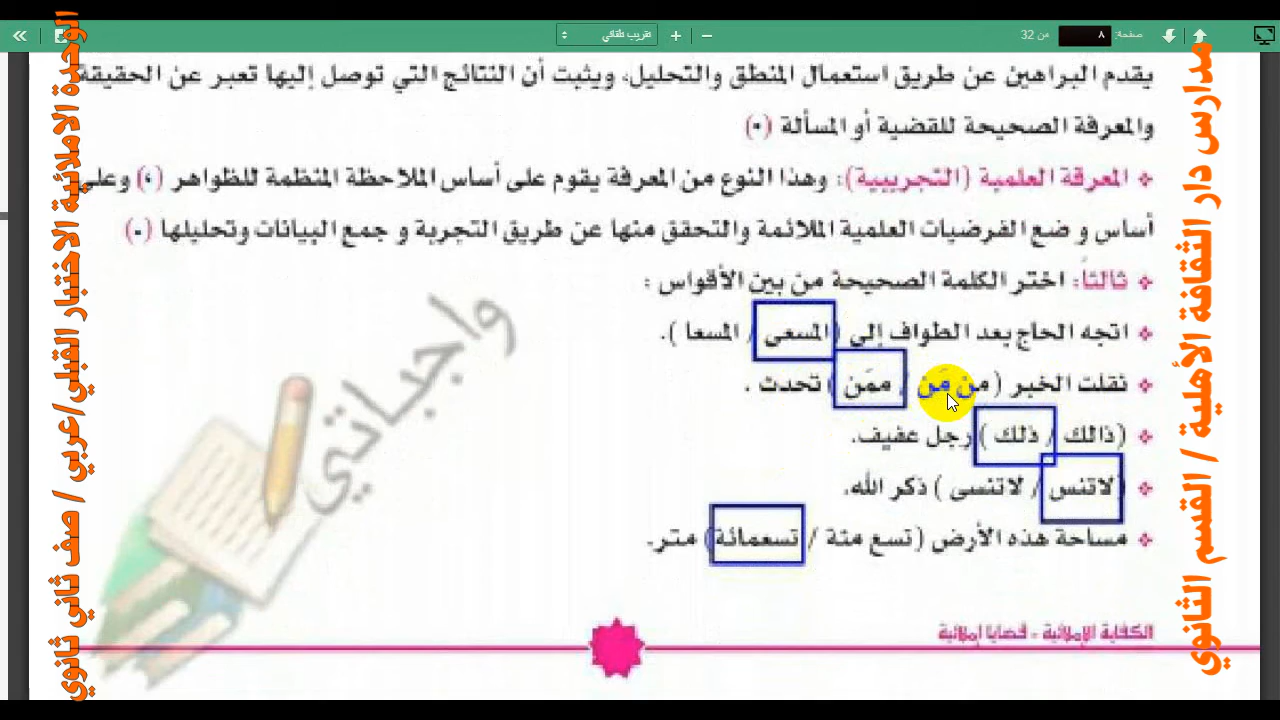 صفحة: ٨ من 32
تقريب تلقائي
يقدم البراهين عن طريق استعمال المنطق والتحليل، ويثبت أن النتائج التي توصل إليها تعبر عن الحقيقة
والمعرفة الصحيحة للقضية أو المسألة (٠)
المعرفة العلمية (التجريبية): وهذا النوع من المعرفة يقوم على أساس الملاحظة المنظمة للظواهر (،) وعلى
أساس و ضع الفرضيات العلمية الملائمة والتحقق منها عن طريق التجربة و جمع البيانات وتحليلها (.)
ثالثاً: اختر الكلمة الصحيحة من بين الأقواس :
اتجه الحاج بعد الطواف إلى (المسعى / المسعا ).
نقلت الخبر (منْ مَن / ممَن ) تحدث .
(ذالك / ذلك ) رجل عفيف.
(لاتنس / لاتنسى ) ذكر الله.
مساحة هذه الأرض (تسع مئة / تسعمائة) متر.
الكفاية الإملائية - قضايا إملائية
واجباتي
مدارس دار الثقافة الأهلية / القسم الثانوي
الوحدة الاملائية الاختبار القبلي/عربي / صف ثاني ثانوي